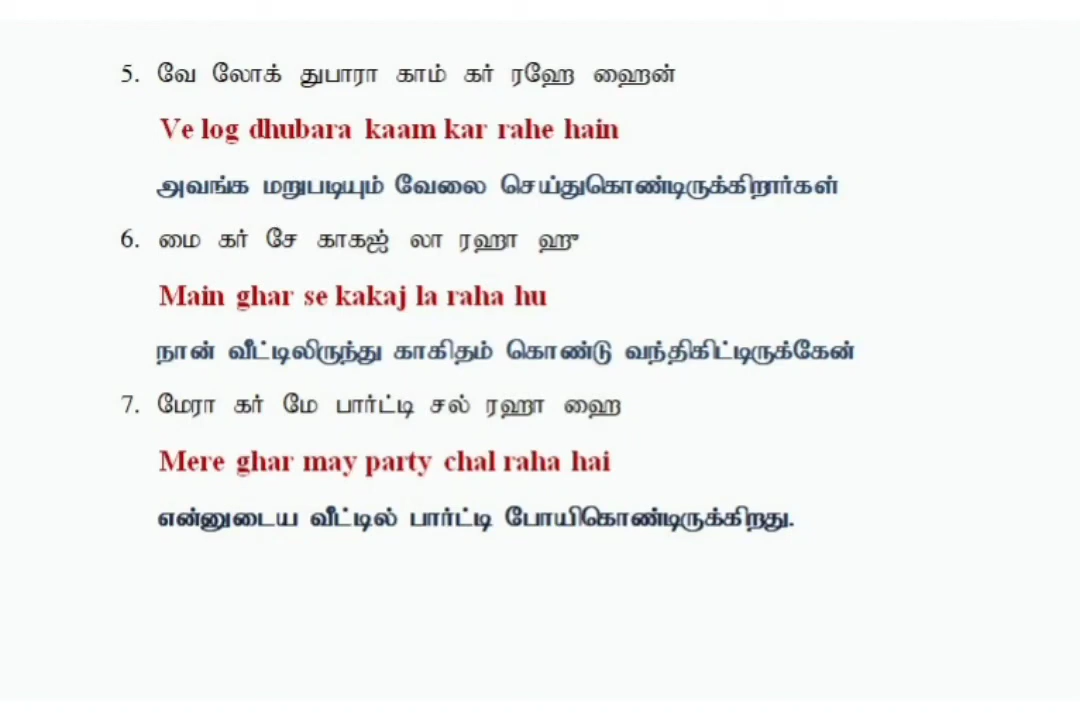 5. வே லோக் துபாரா காம் கர் ரஹே ஹைன்
Ve log dhubara kaam kar rahe hain
அவங்க மறுபடியும் வேலை செய்துகொண்டிருக்கிறார்கள்
6. மை கர் சே காகஜ் லா ரஹா ஹு
Main ghar se kakaj la raha hu
நான் வீட்டிலிருந்து காகிதம் கொண்டு வந்திகிட்டிருக்கேன்
7. மேரா கர் மே பார்ட்டி சல் ரஹா ஹை
Mere ghar may party chal raha hai
என்னுடைய வீட்டில் பார்ட்டி போயிகொண்டிருக்கிறது.